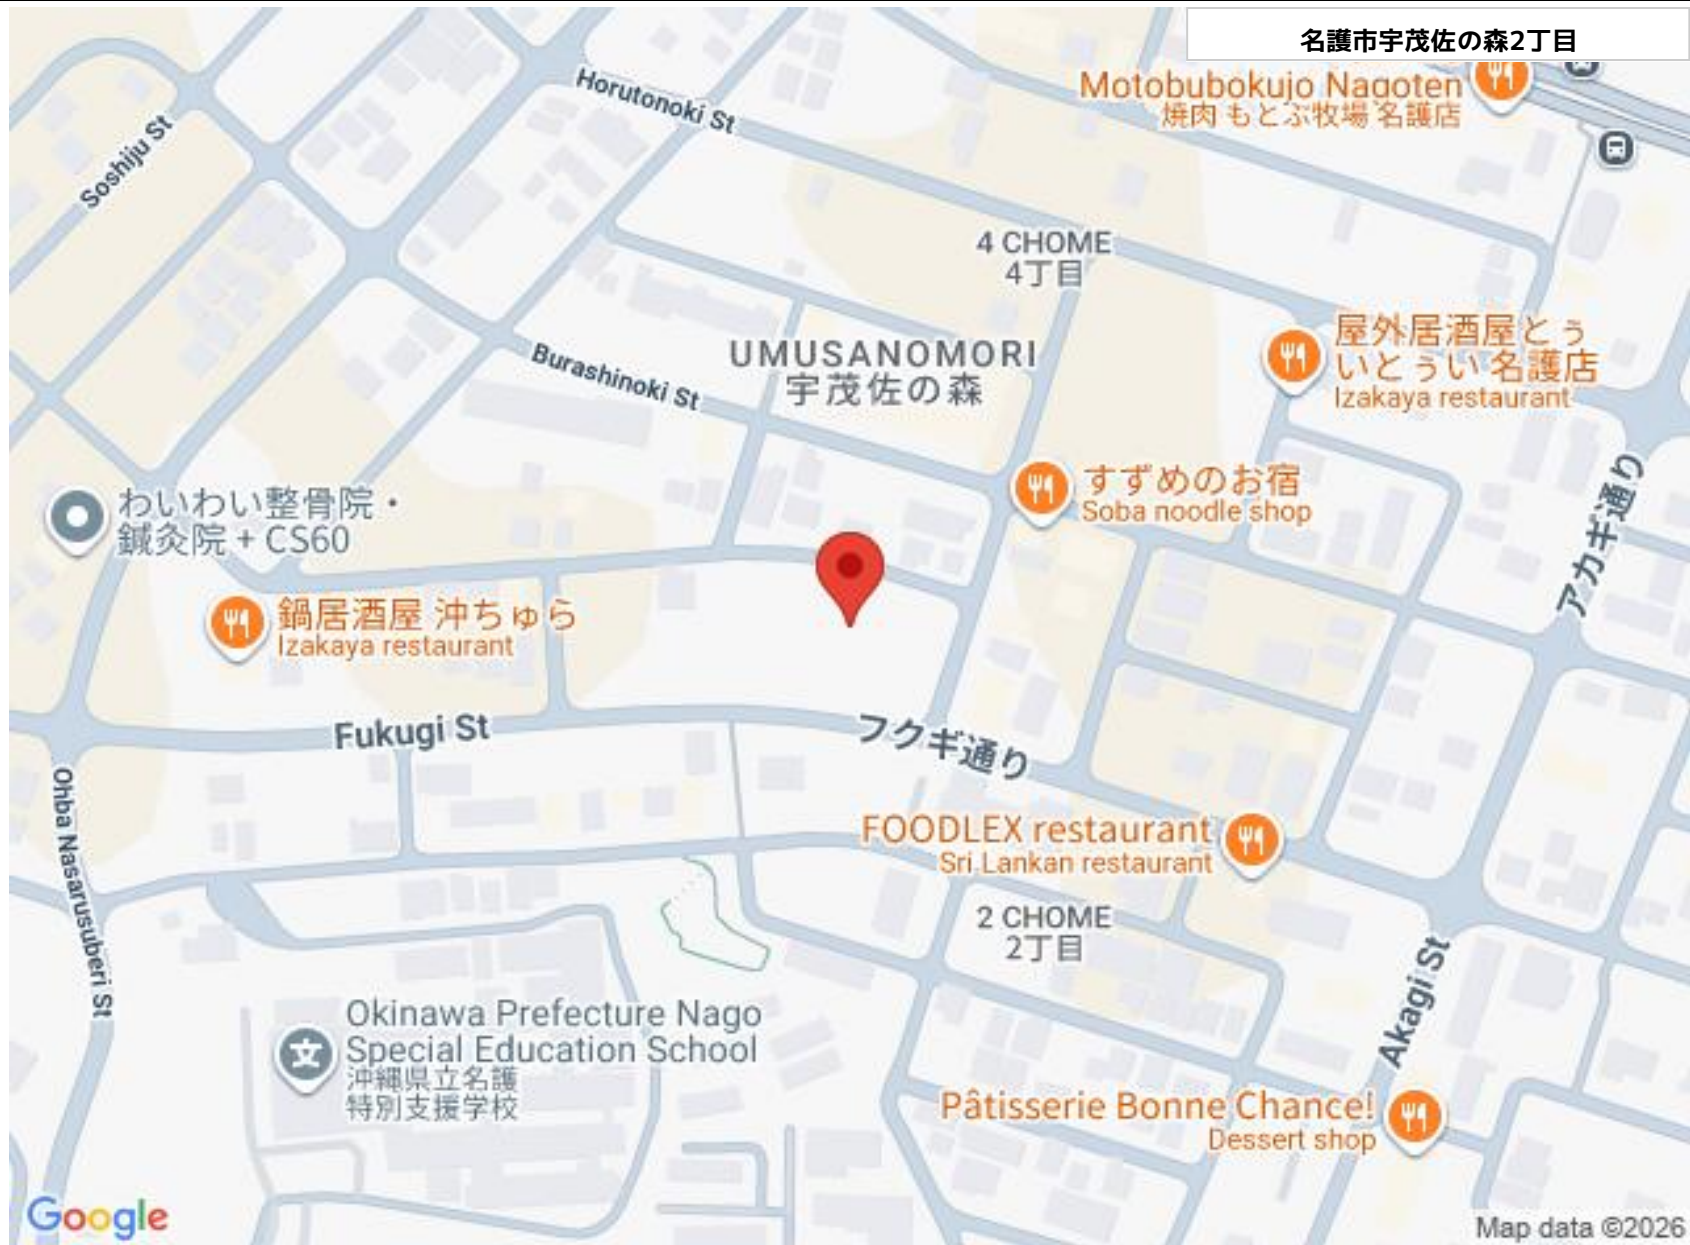 名護市宇茂佐の森2丁目
Motobubokujo Nagoten
焼肉 もとぶ牧場 名護店
Horutonoki St
Soshiju St
4 CHOME
4丁目
屋外居酒屋とぅ
いとぅい 名護店
Izakaya restaurant
UMUSANOMORI
宇茂佐の森
Burashinoki St
すずめのお宿
Soba noodle shop
アカギ通り
わいわい整骨院・
鍼灸院 + CS60
鍋居酒屋 沖ちゅら
Izakaya restaurant
Fukugi St
フクギ通り
Ohba Nasarusuberi St
FOODLEX restaurant
Sri Lankan restaurant
2 CHOME
2丁目
Akagi St
Okinawa Prefecture Nago
Special Education School
沖縄県立名護
特別支援学校
文
Pâtisserie Bonne Chance!
Dessert shop
Google
Map data ©2026